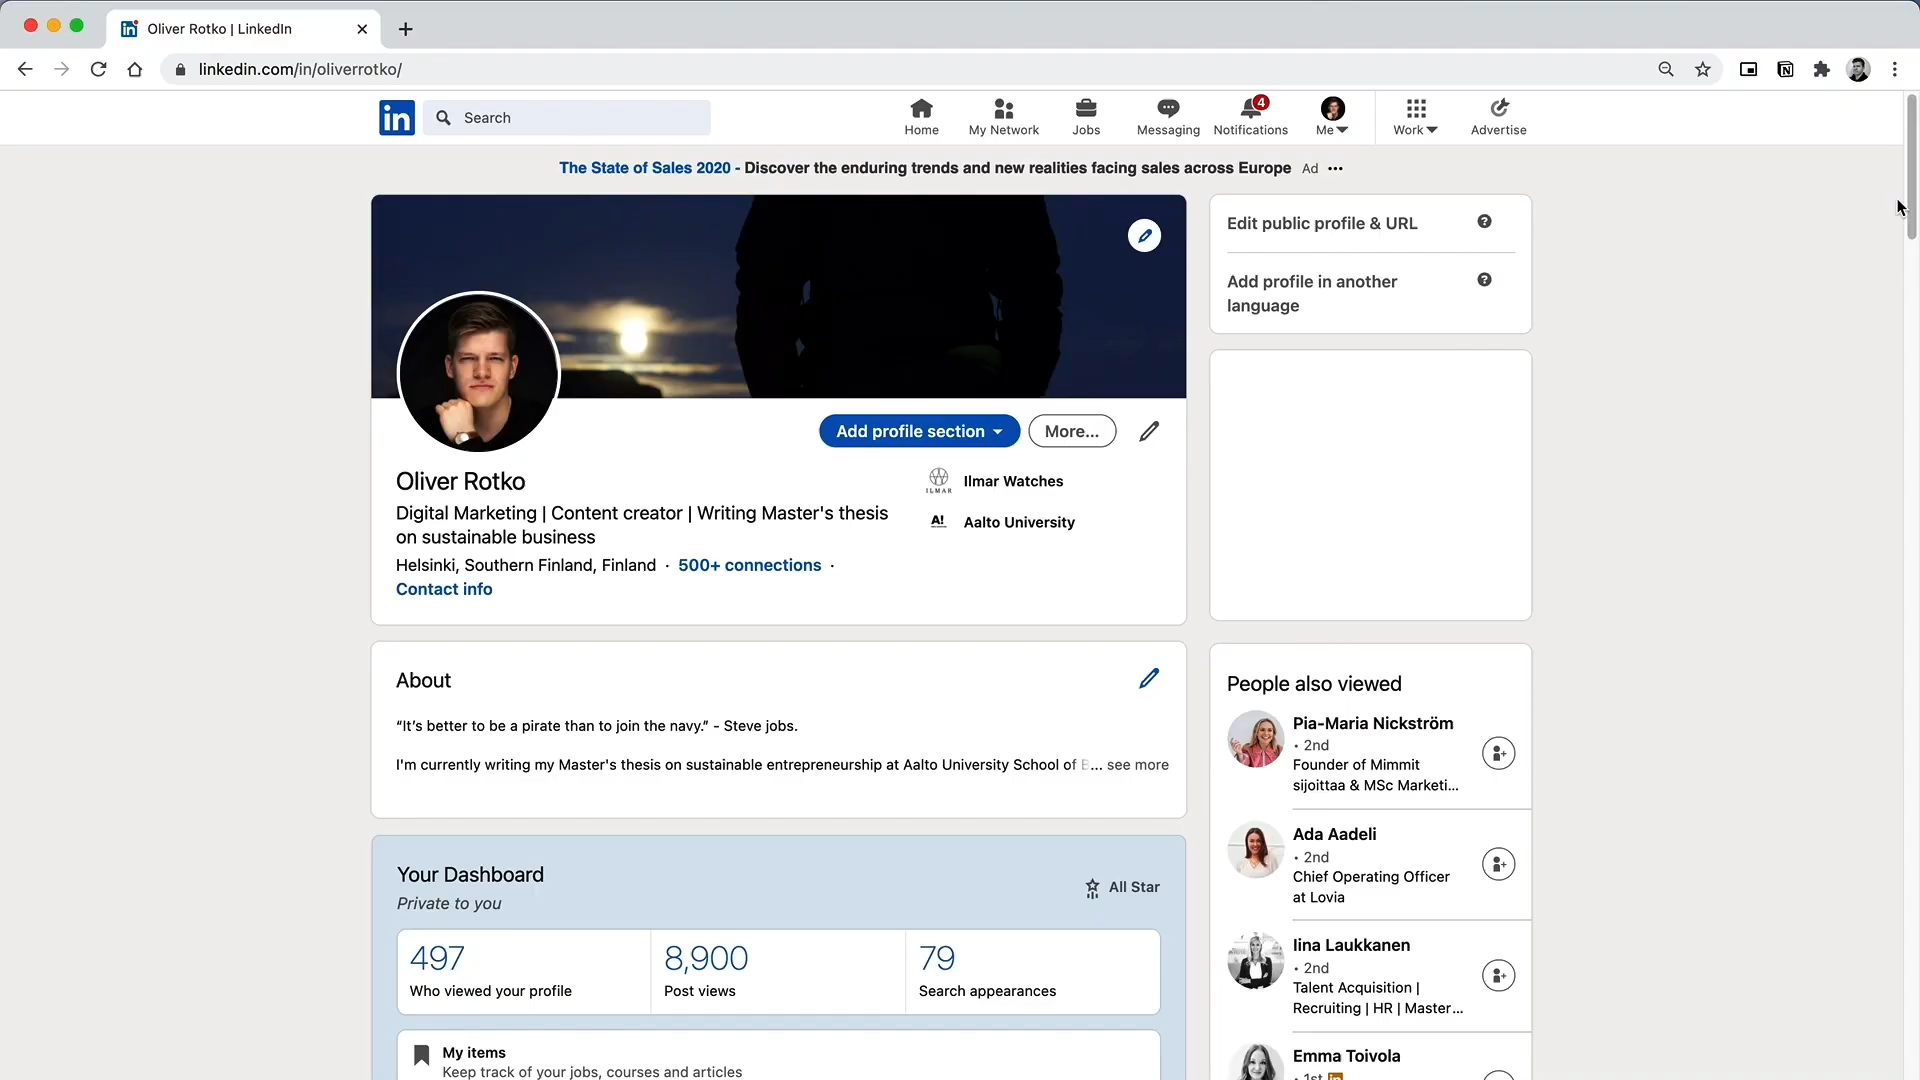 Oliver Rotko | LinkedIn
linkedin.com/in/oliverrotko/
in
Search
Home
My Network
Jobs
Messaging
4
Notifications
Me
Work
Advertise
The State of Sales 2020 - Discover the enduring trends and new realities facing sales across Europe Ad
Add profile section
More...
Oliver Rotko
Digital Marketing | Content creator | Writing Master's thesis
on sustainable business
Helsinki, Southern Finland, Finland · 500+ connections ·
Contact info
ILMAR
Ilmar Watches
A!
Aalto University
About
“It’s better to be a pirate than to join the navy.” - Steve jobs.
I'm currently writing my Master's thesis on sustainable entrepreneurship at Aalto University School of B... see more
Your Dashboard
Private to you
All Star
497
Who viewed your profile
8,900
Post views
79
Search appearances
My items
Keep track of your jobs, courses and articles
Edit public profile & URL
Add profile in another
language
People also viewed
Pia-Maria Nickström
• 2nd
Founder of Mimmit
sijoittaa & MSc Marketi...
Ada Aadeli
• 2nd
Chief Operating Officer
at Lovia
Iina Laukkanen
• 2nd
Talent Acquisition |
Recruiting | HR | Master...
Emma Toivola
• 1st in